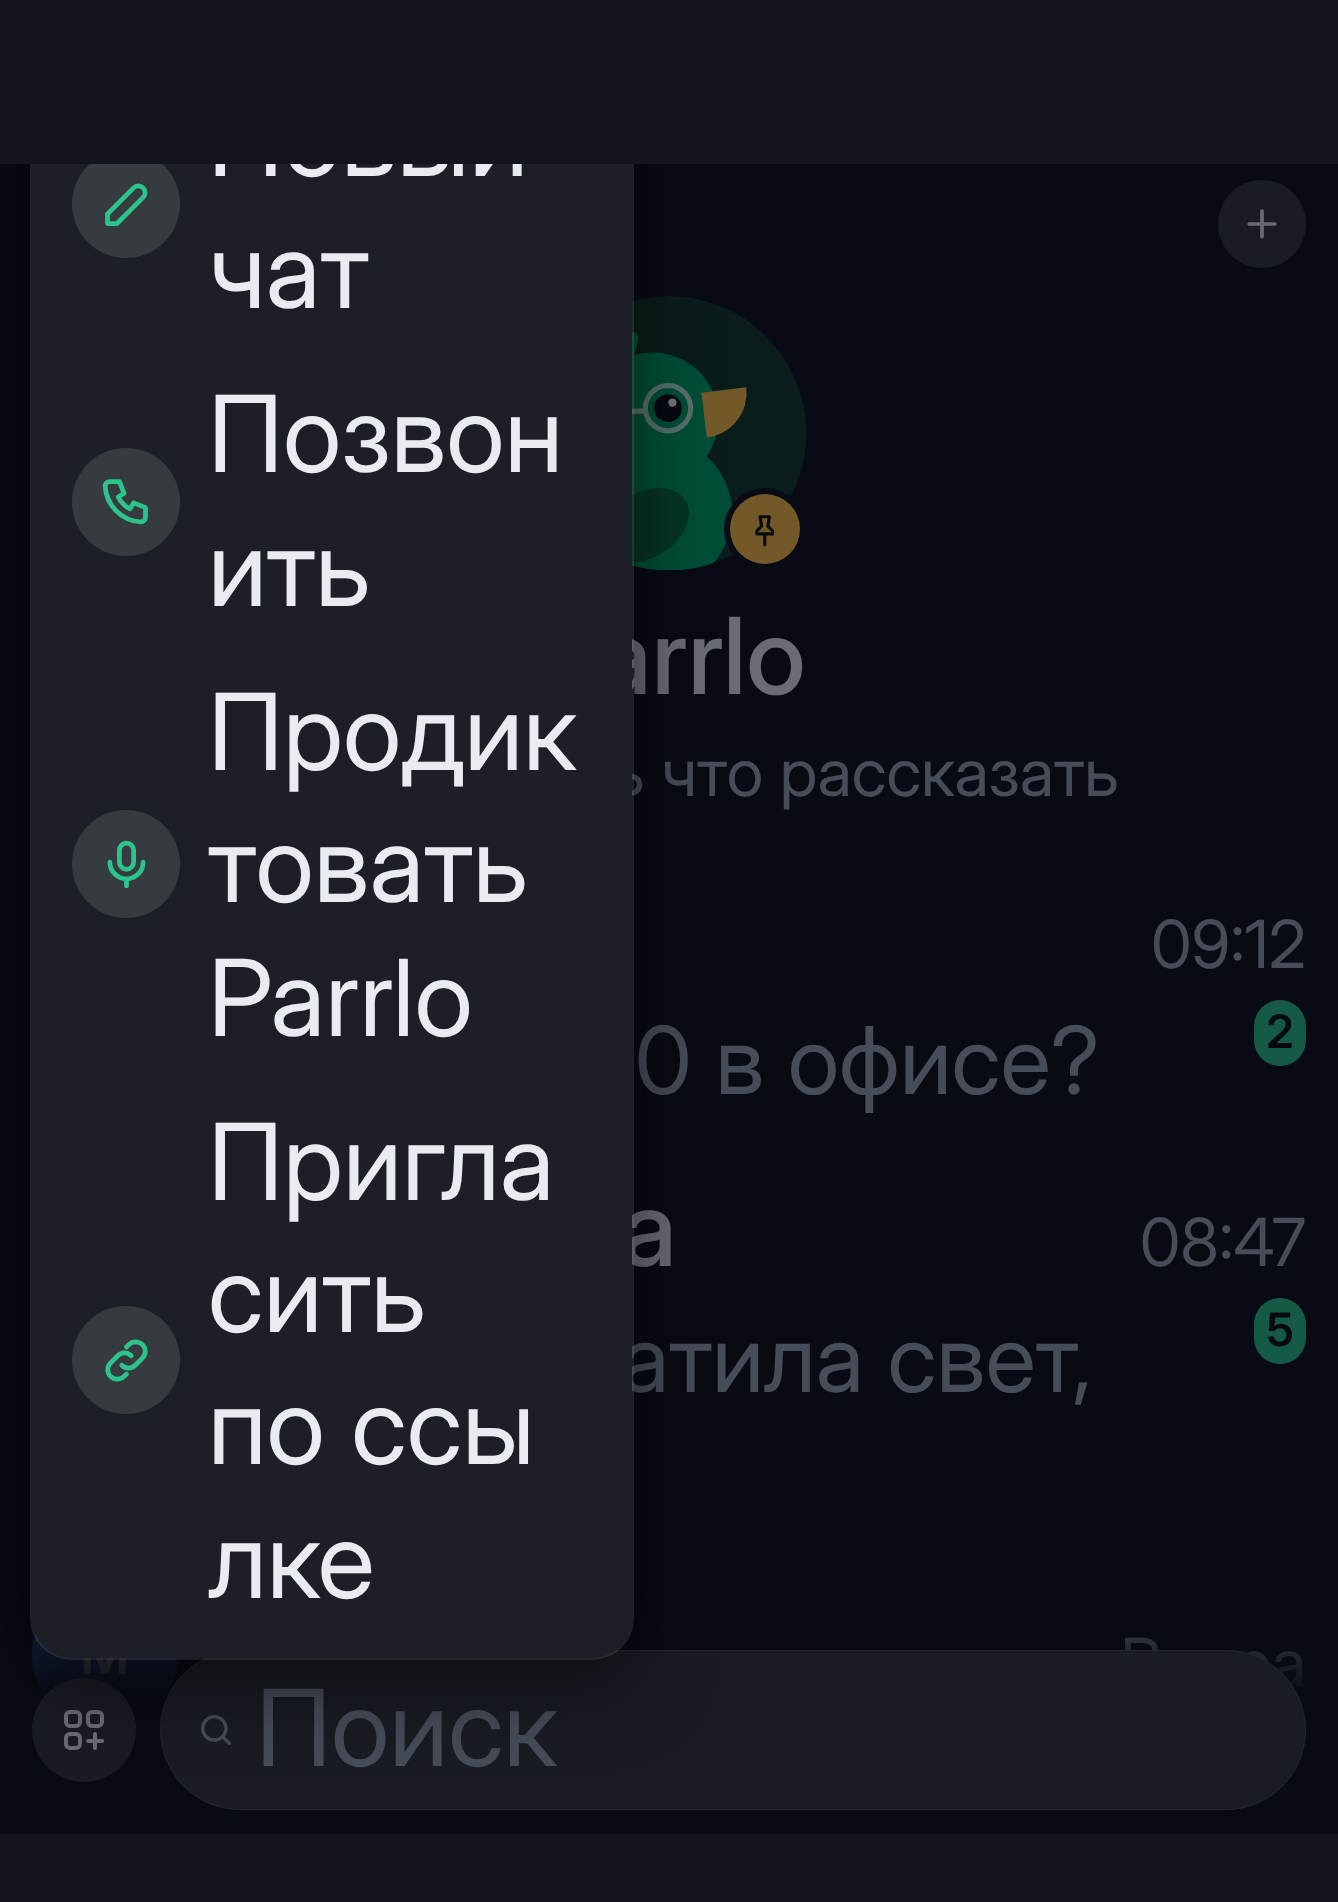 Новый
чат
Позвон
ить
Продик
товать
Parrlo
Пригла
сить
по ссы
лке
arrlo
ь что рассказать
09:12
0 в офисе?
2
а
08:47
атила свет,
5
М
Поиск